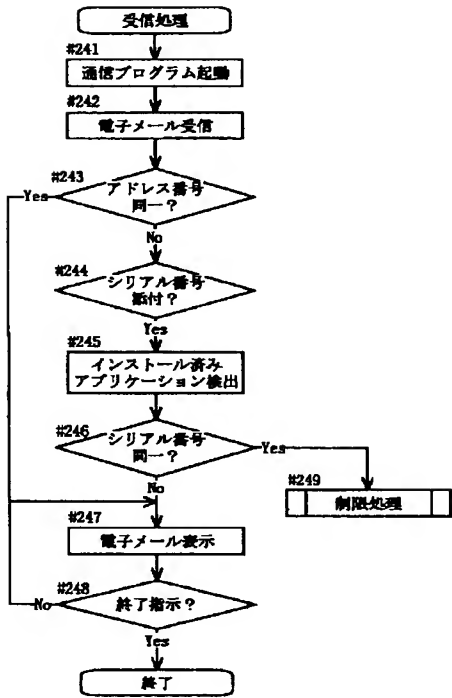 受信処理
#241
通信プログラム起動
#242
電子メール受信
#243
アドレス番号
同一？
Yes
No
#244
シリアル番号
添付？
Yes
#245
インストール済み
アプリケーション検出
#246
シリアル番号
同一？
Yes
No
#249
制限処理
#247
電子メール表示
#248
終了指示？
No
Yes
終了